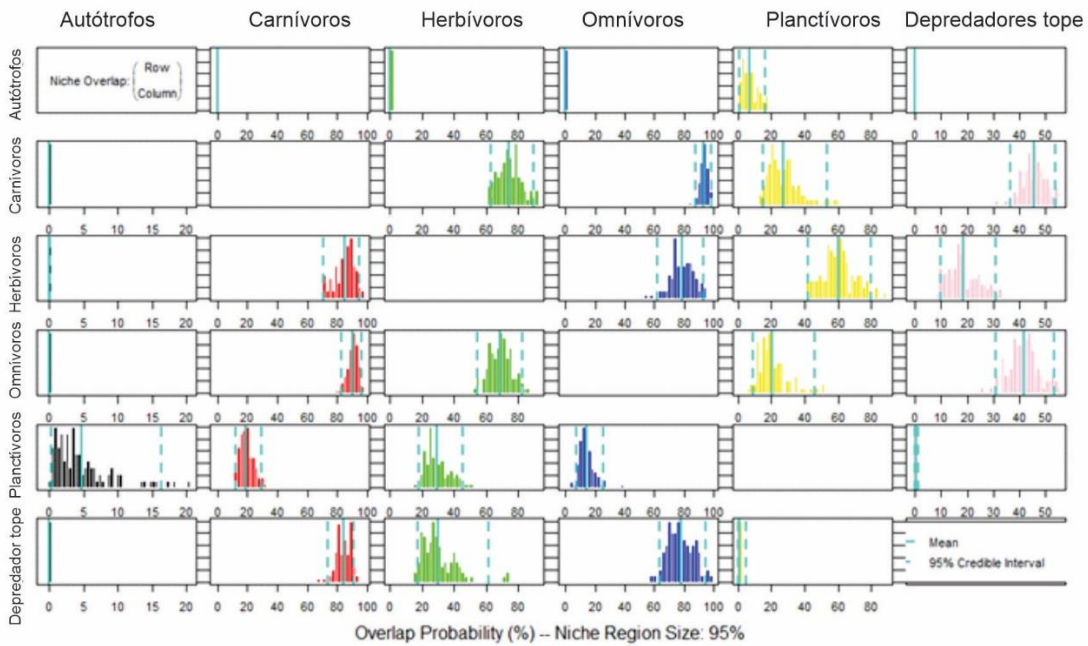 Autótrofos Carnívoros Herbívoros Omnívoros Planctívoros Depredadores tope
Autótrofos
Niche Overlap: ( Row
Column )
0 20 40 60 80 100 0 20 40 60 80 0 20 40 60 80 100 0 20 40 60 80 0 10 20 30 40 50
Carnívoros
0 5 10 15 20 0 20 40 60 80 0 20 40 60 80 100 0 20 40 60 80 0 10 20 30 40 50
Herbívoros
0 5 10 15 20 0 20 40 60 80 100 0 20 40 60 80 100 0 20 40 60 80 0 10 20 30 40 50
Omnívoros
0 5 10 15 20 0 20 40 60 80 100 0 20 40 60 80 0 20 40 60 80 0 10 20 30 40 50
Planctívoros
0 5 10 15 20 0 20 40 60 80 100 0 20 40 60 80 0 20 40 60 80 100 0 10 20 30 40 50
Depredador tope
Mean
95% Credible Interval
0 5 10 15 20 0 20 40 60 80 100 0 20 40 60 80 0 20 40 60 80 100 0 20 40 60 80
Overlap Probability (%) -- Niche Region Size: 95%